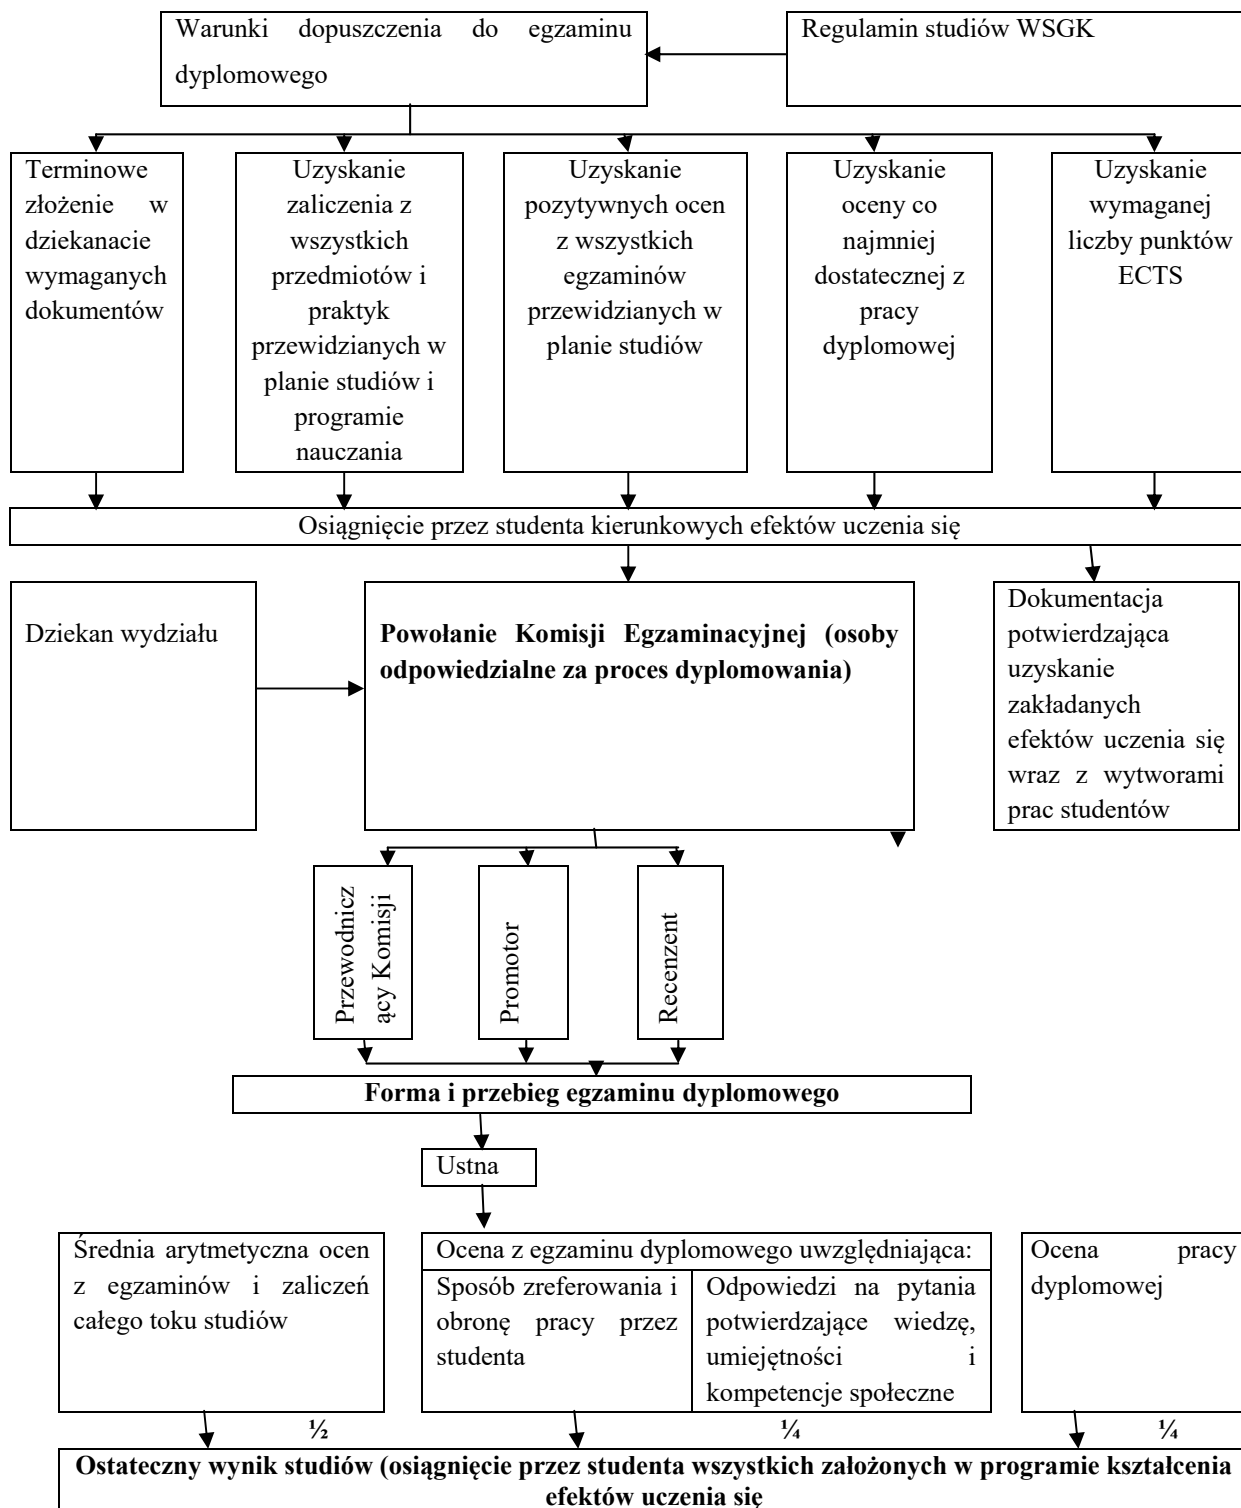 Warunki dopuszczenia do egzaminu
dyplomowego
Regulamin studiów WSGK
Terminowe
złożenie w
dziekanacie
wymaganych
dokumentów
Uzyskanie
zaliczenia z
wszystkich
przedmiotów i
praktyk
przewidzianych w
planie studiów i
programie
nauczania
Uzyskanie
pozytywnych ocen
z wszystkich
egzaminów
przewidzianych w
planie studiów
Uzyskanie
oceny co
najmniej
dostatecznej z
pracy
dyplomowej
Uzyskanie
wymaganej
liczby punktów
ECTS
Osiągnięcie przez studenta kierunkowych efektów uczenia się
Dziekan wydziału
Powołanie Komisji Egzaminacyjnej (osoby
odpowiedzialne za proces dyplomowania)
Dokumentacja
potwierdzająca
uzyskanie
zakładanych
efektów uczenia się
wraz z wytworami
prac studentów
Przewodnicz
ący Komisji
Promotor
Recenzent
Forma i przebieg egzaminu dyplomowego
Ustna
Średnia arytmetyczna ocen
z egzaminów i zaliczeń
całego toku studiów
Ocena z egzaminu dyplomowego uwzględniająca:
Sposób zreferowania i
obronę pracy przez
studenta
Odpowiedzi na pytania
potwierdzające wiedzę,
umiejętności i
kompetencje społeczne
Ocena pracy
dyplomowej
½
¼
¼
Ostateczny wynik studiów (osiągnięcie przez studenta wszystkich założonych w programie kształcenia
efektów uczenia się